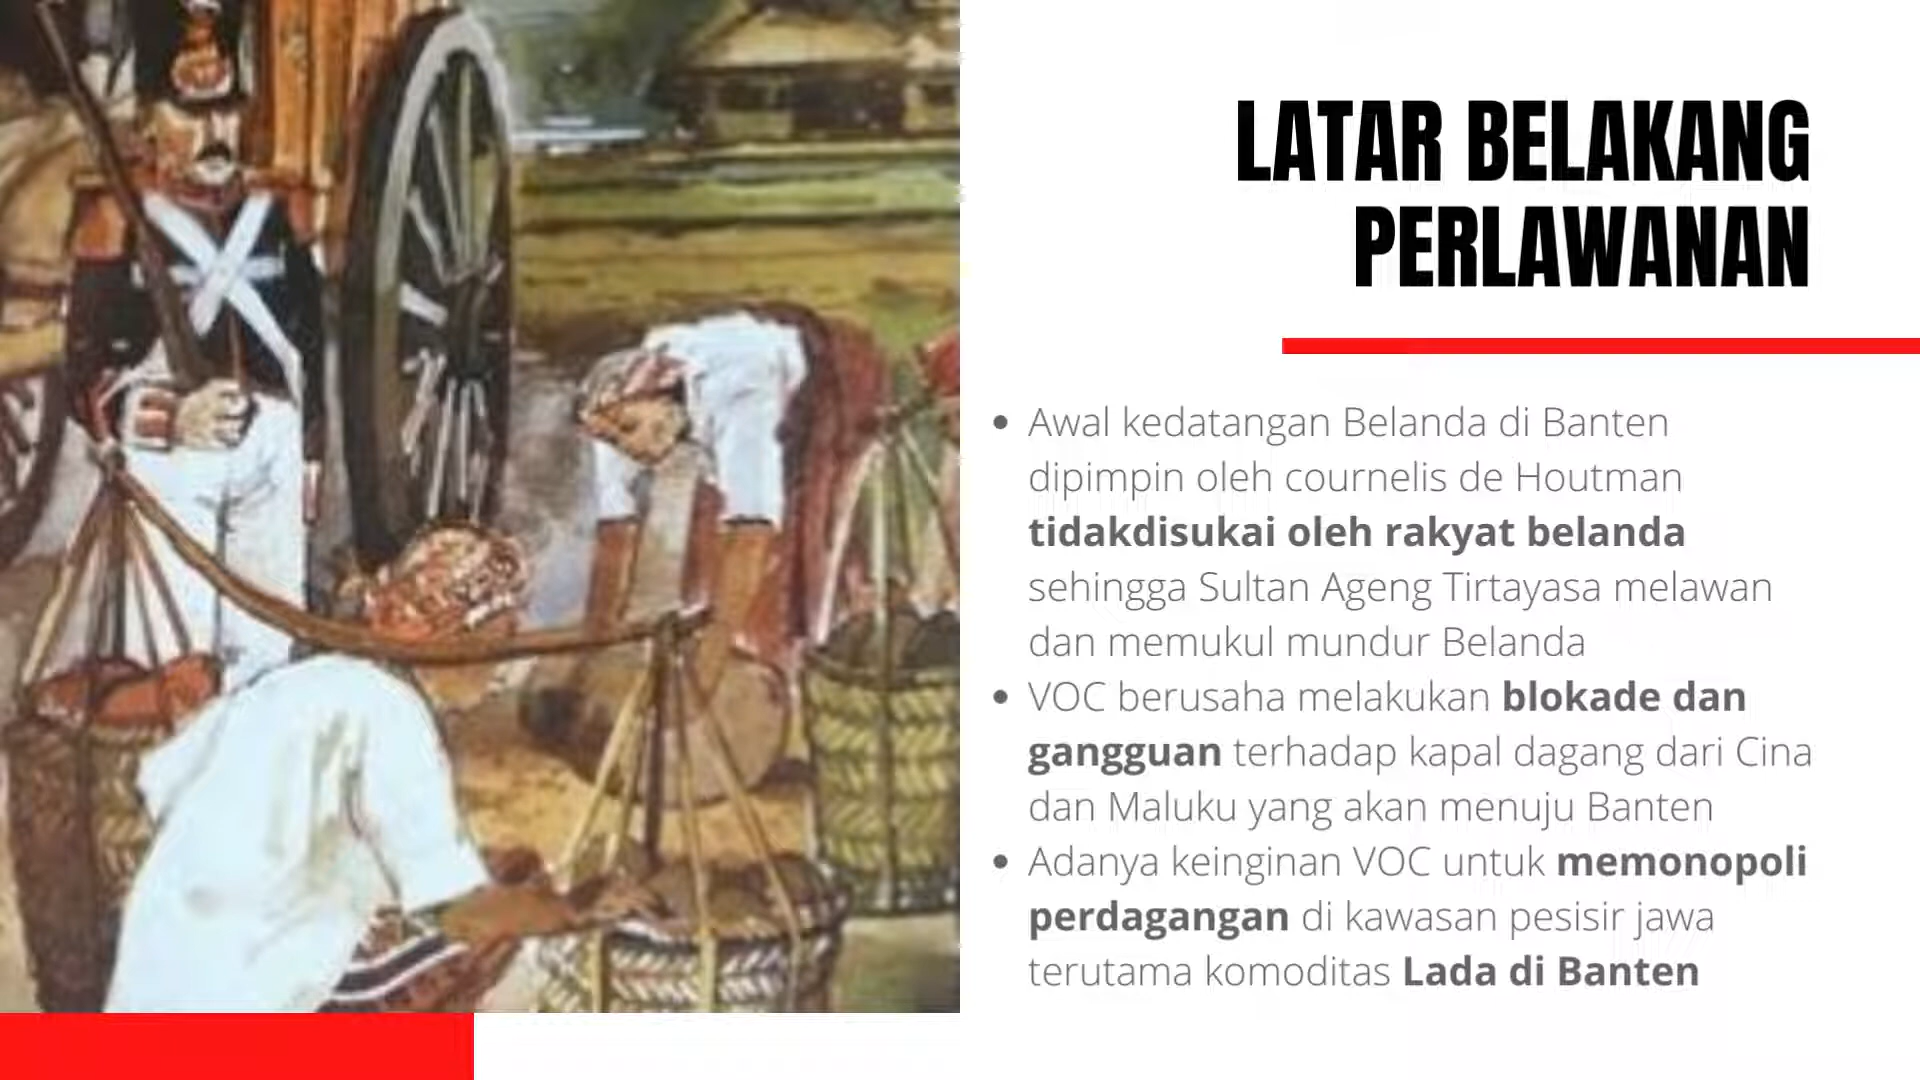 LATAR BELAKANG
PERLAWANAN
• Awal kedatangan Belanda di Banten
dipimpin oleh cournelis de Houtman
tidakdisukai oleh rakyat belanda
sehingga Sultan Ageng Tirtayasa melawan
dan memukul mundur Belanda
• VOC berusaha melakukan blokade dan
gangguan terhadap kapal dagang dari Cina
dan Maluku yang akan menuju Banten
• Adanya keinginan VOC untuk memonopoli
perdagangan di kawasan pesisir jawa
terutama komoditas Lada di Banten